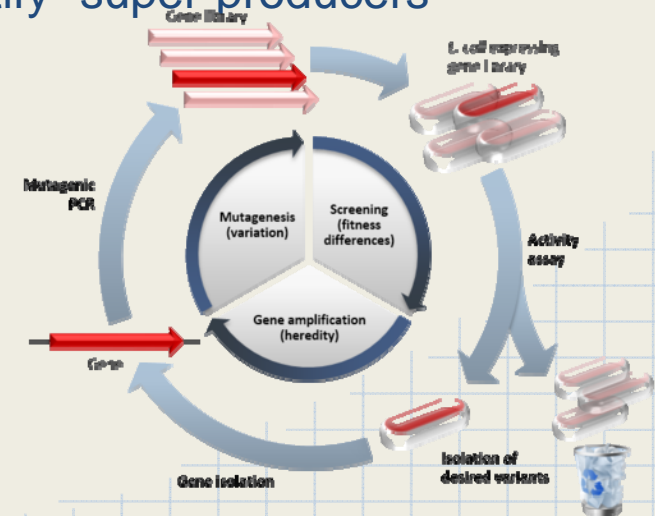 "super-producers"
Gene library
E. coli expressing
gene library
Mutagenic
PCR
Mutagenesis
(variation)
Screening
(fitness
differences)
Activity
assay
Gene amplification
(heredity)
Gene
Isolation of
desired variants
Gene isolation